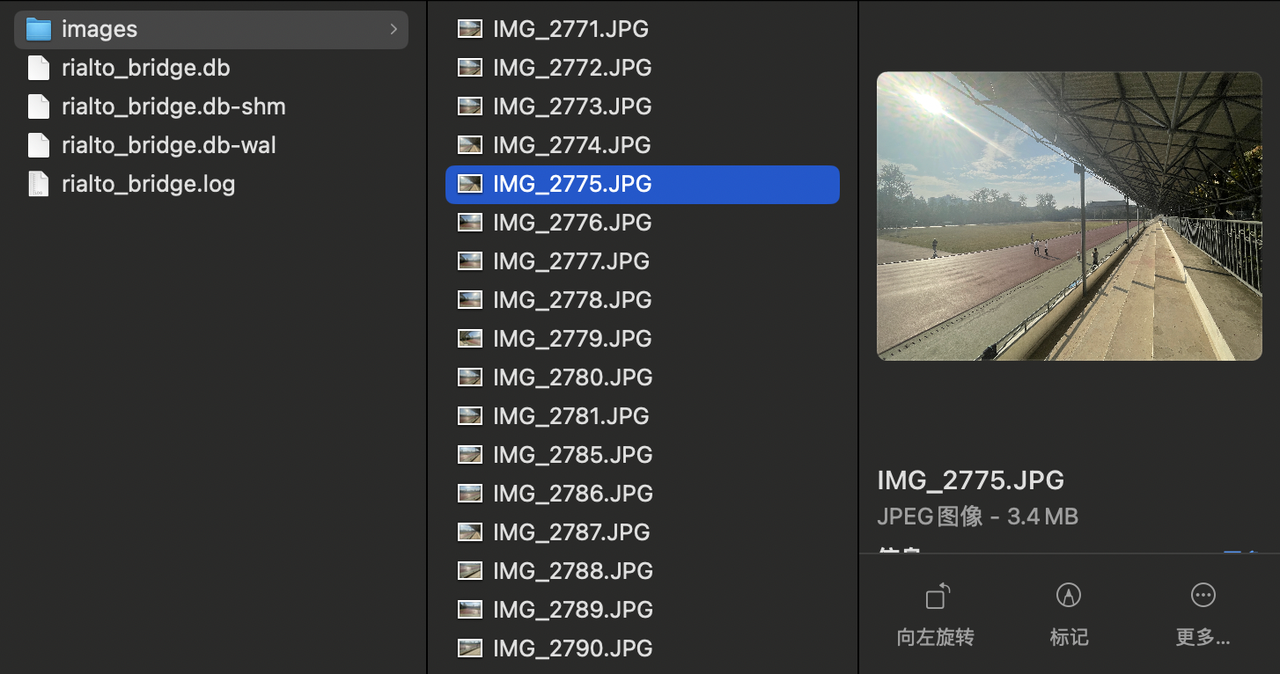 images
rialto_bridge.db
rialto_bridge.db-shm
rialto_bridge.db-wal
rialto_bridge.log
IMG_2771.JPG
IMG_2772.JPG
IMG_2773.JPG
IMG_2774.JPG
IMG_2775.JPG
IMG_2776.JPG
IMG_2777.JPG
IMG_2778.JPG
IMG_2779.JPG
IMG_2780.JPG
IMG_2781.JPG
IMG_2785.JPG
IMG_2786.JPG
IMG_2787.JPG
IMG_2788.JPG
IMG_2789.JPG
IMG_2790.JPG
IMG_2775.JPG
JPEG图像 - 3.4 MB
向左旋转
标记
更多...